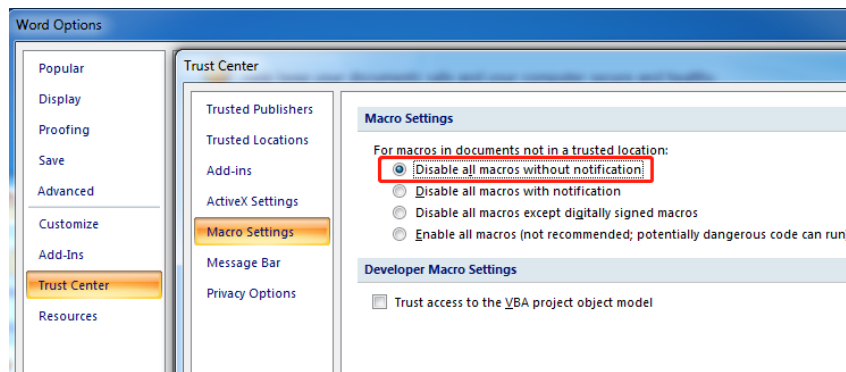 Word Options
Popular
Display
Proofing
Save
Advanced
Customize
Add-Ins
Trust Center
Resources
Trust Center
Trusted Publishers
Trusted Locations
Add-ins
ActiveX Settings
Macro Settings
Message Bar
Privacy Options
Macro Settings
For macros in documents not in a trusted location:
Disable all macros without notification
Disable all macros with notification
Disable all macros except digitally signed macros
Enable all macros (not recommended; potentially dangerous code can run
Developer Macro Settings
Trust access to the VBA project object model